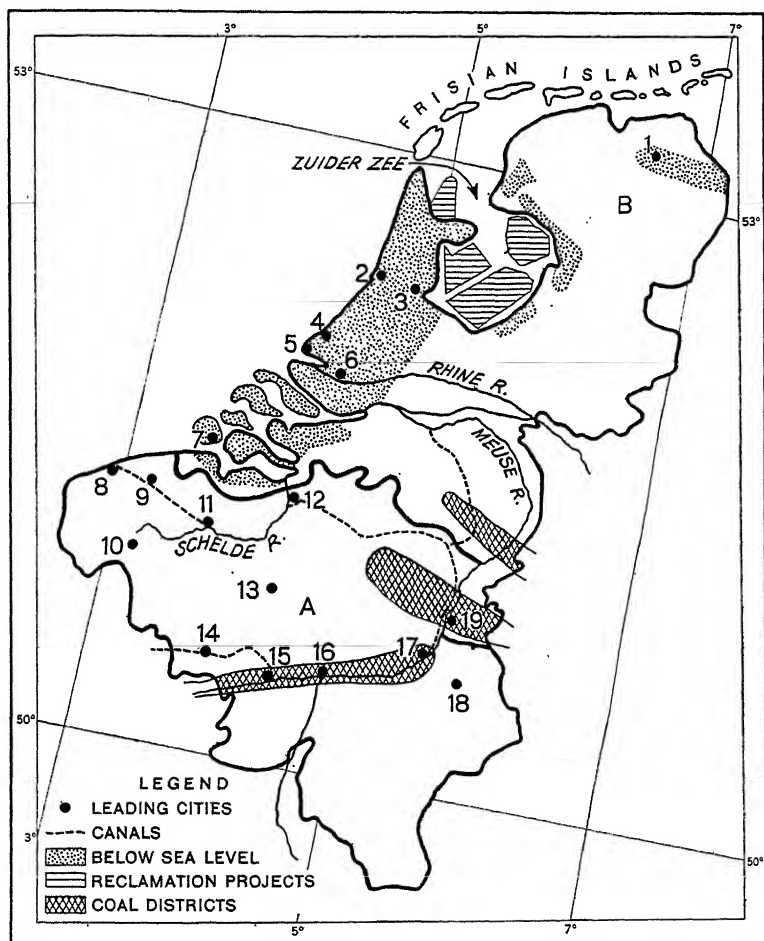 3°
5°
7°
53°
FRISIAN ISLANDS
ZUIDER ZEE
1
B
53°
2
3
4
5
6
RHINE R.
7
MEUSE R.
8
9
11
12
10
SCHELDE R.
13
A
19
14
15
16
17
18
50°
LEGEND
LEADING CITIES
CANALS
BELOW SEA LEVEL
RECLAMATION PROJECTS
COAL DISTRICTS
3°
50°
5°
7°